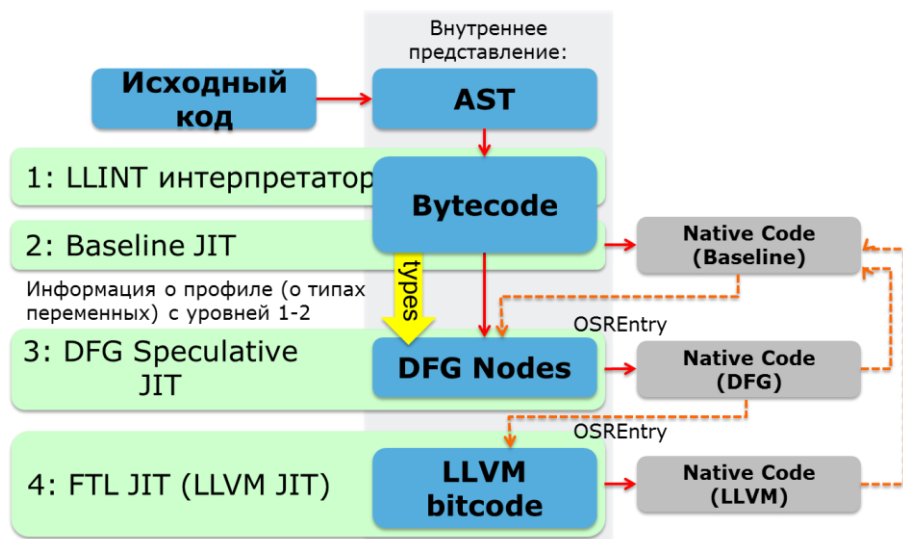 Внутреннее
представление:
Исходный
код
AST
1: LLINT интерпретатор
Bytecode
2: Baseline JIT
Native Code
(Baseline)
types
Информация о профиле (о типах
переменных) с уровней 1-2
OSREntry
3: DFG Speculative
JIT
DFG Nodes
Native Code
(DFG)
OSREntry
4: FTL JIT (LLVM JIT)
LLVM
bitcode
Native Code
(LLVM)